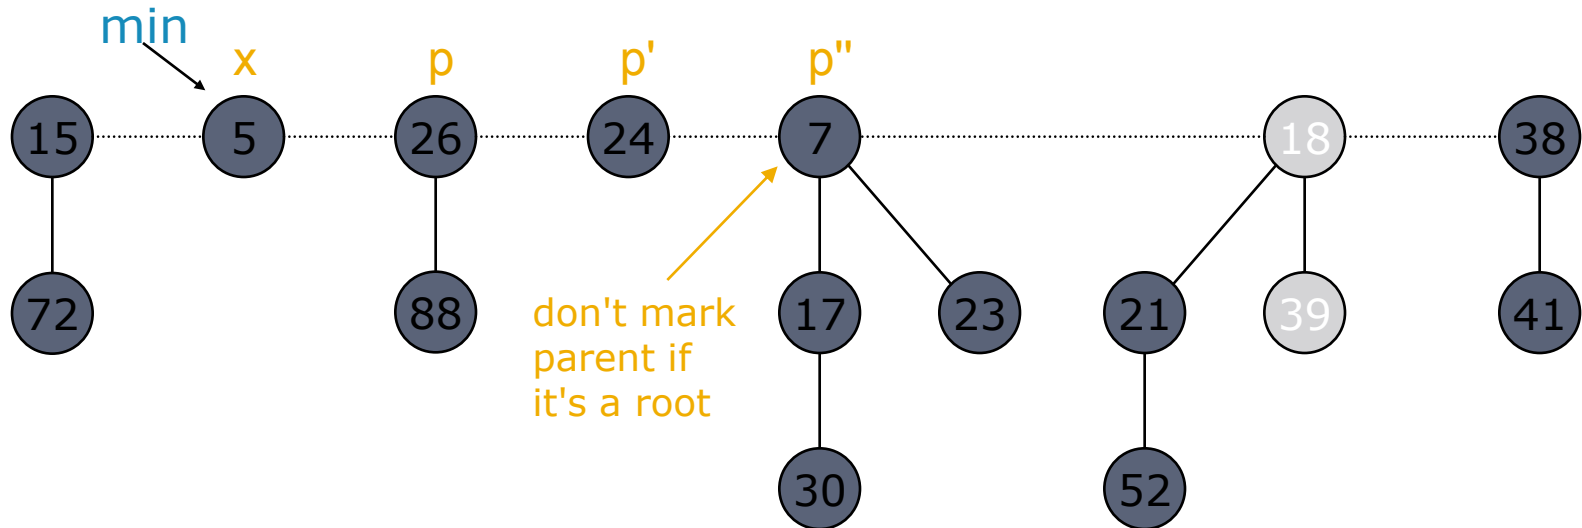 min
x p p' p"
15 5 26 24 7 18 38
72 88 17 23 21 39 41
don't mark
parent if
it's a root
30 52